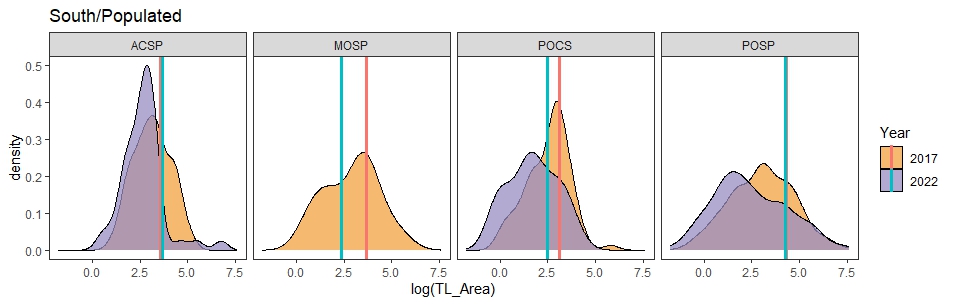 South/Populated
ACSP MOSP POCS POSP
density
0.5
0.4
0.3
0.2
0.1
0.0
0.0 2.5 5.0 7.5 0.0 2.5 5.0 7.5 0.0 2.5 5.0 7.5 0.0 2.5 5.0 7.5
log(TL_Area)
Year
2017
2022